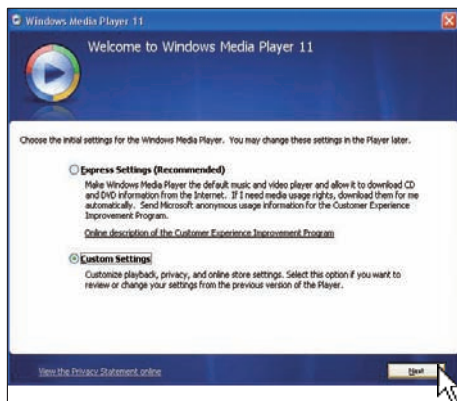 Windows Media Player 11
Welcome to Windows Media Player 11
Choose the initial settings for the Windows Media Player. You may change these settings in the Player later.
Express Settings (Recommended)
Make Windows Media Player the default music and video player and allow it to download CD
and DVD information from the Internet. If I need media usage rights, download them for me
automatically. Send Microsoft anonymous usage information for the Customer Experience
Improvement Program.
Online description of the Customer Experience Improvement Program
Custom Settings
Customize playback, privacy, and online store settings. Select this option if you want to
review or change your settings from the previous version of the Player.
View the Privacy Statement online
Next